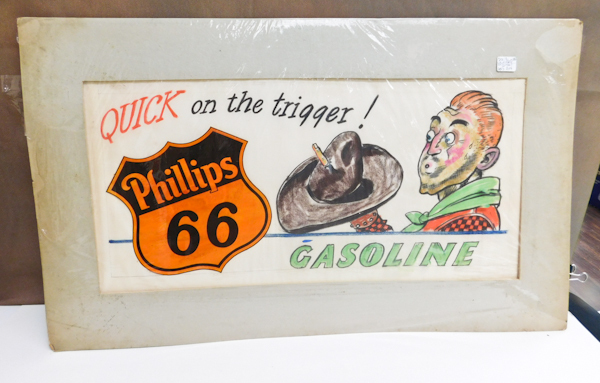 QUICK on the trigger!
Phillips
66
GASOLINE